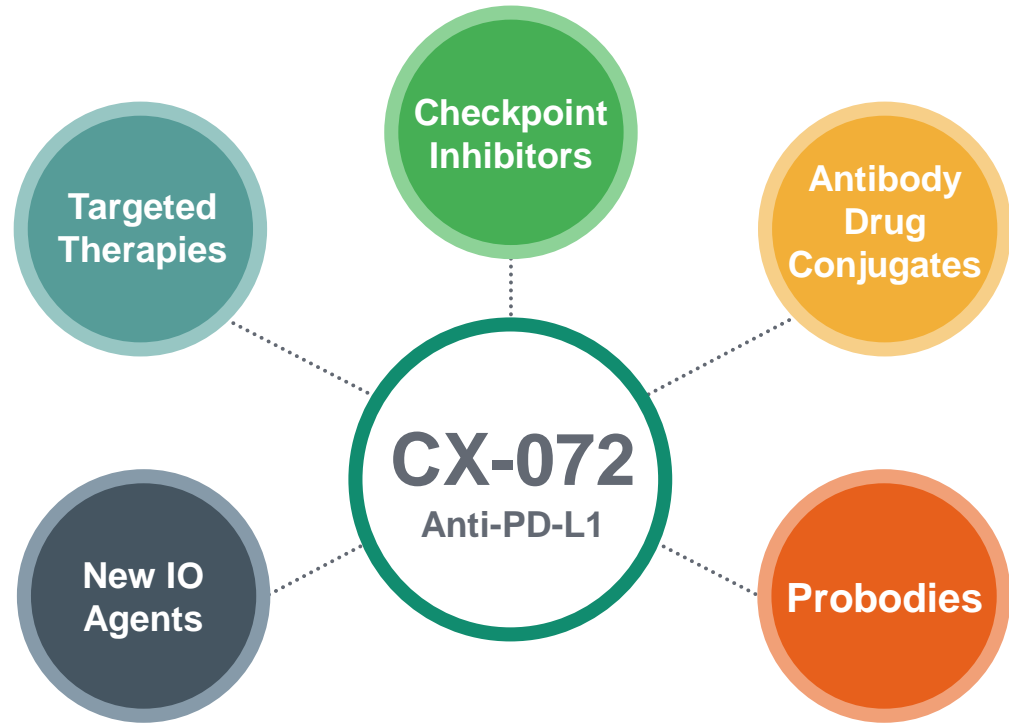 Checkpoint
Inhibitors
Targeted
Therapies
Antibody
Drug
Conjugates
CX-072
Anti-PD-L1
New IO
Agents
Probodies